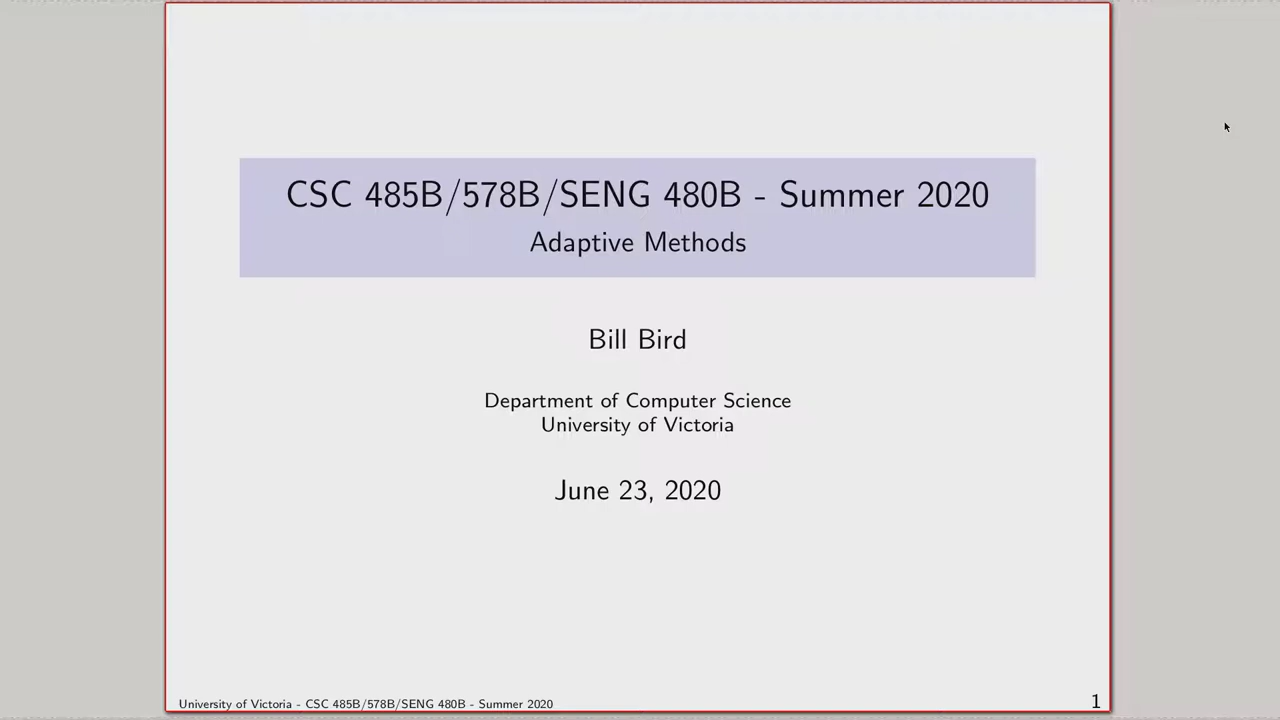 CSC 485B/578B/SENG 480B - Summer 2020
Adaptive Methods
Bill Bird
Department of Computer Science
University of Victoria
June 23, 2020
University of Victoria - CSC 485B/578B/SENG 480B - Summer 2020
1